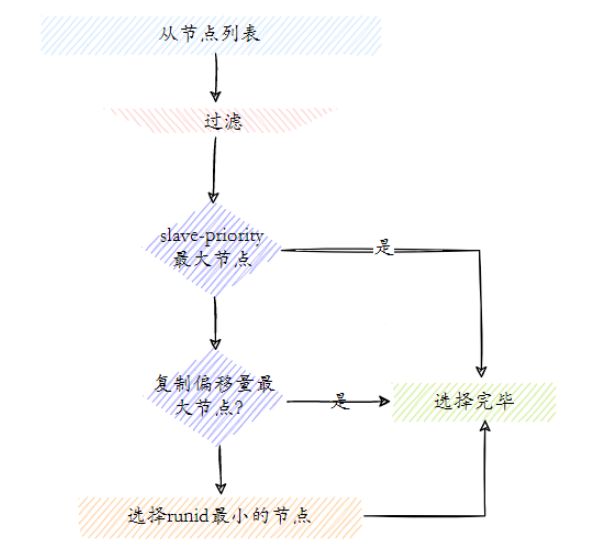 从节点列表
过滤
slave-priority
最大节点
是
复制偏移量最
大节点?
是
选择完毕
选择runid最小的节点